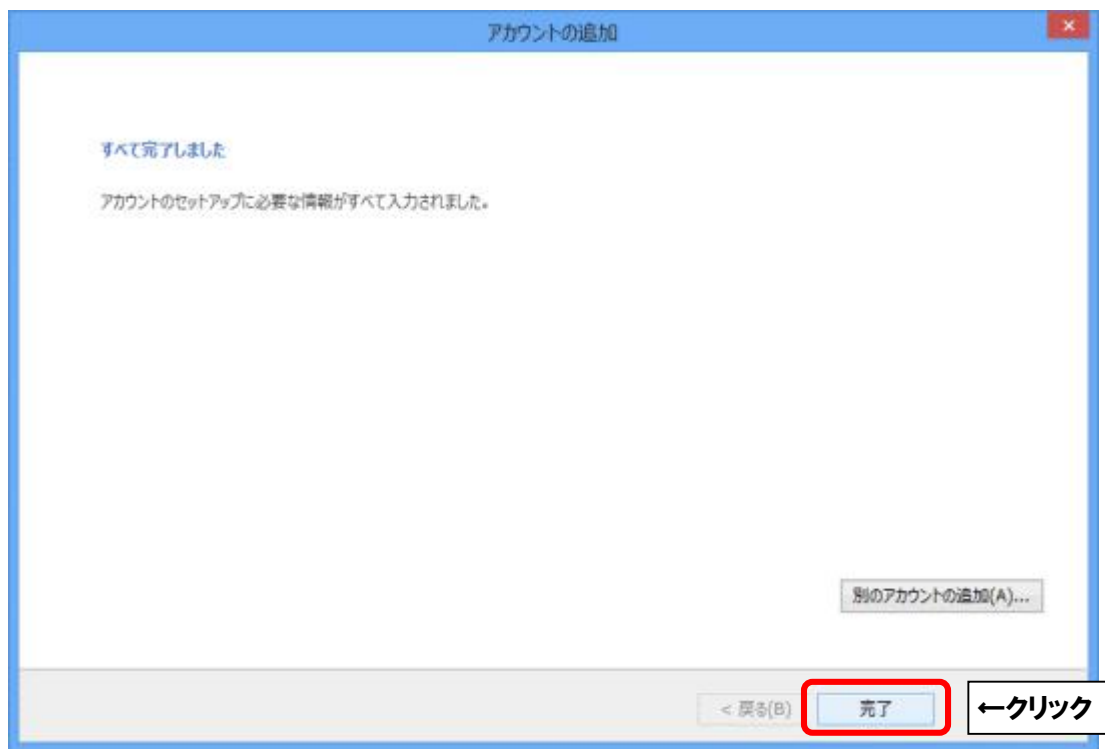 アカウントの追加
すべて完了しました
アカウントのセットアップに必要な情報がすべて入力されました。
別のアカウントの追加(A)...
< 戻る(B)
完了
←クリック